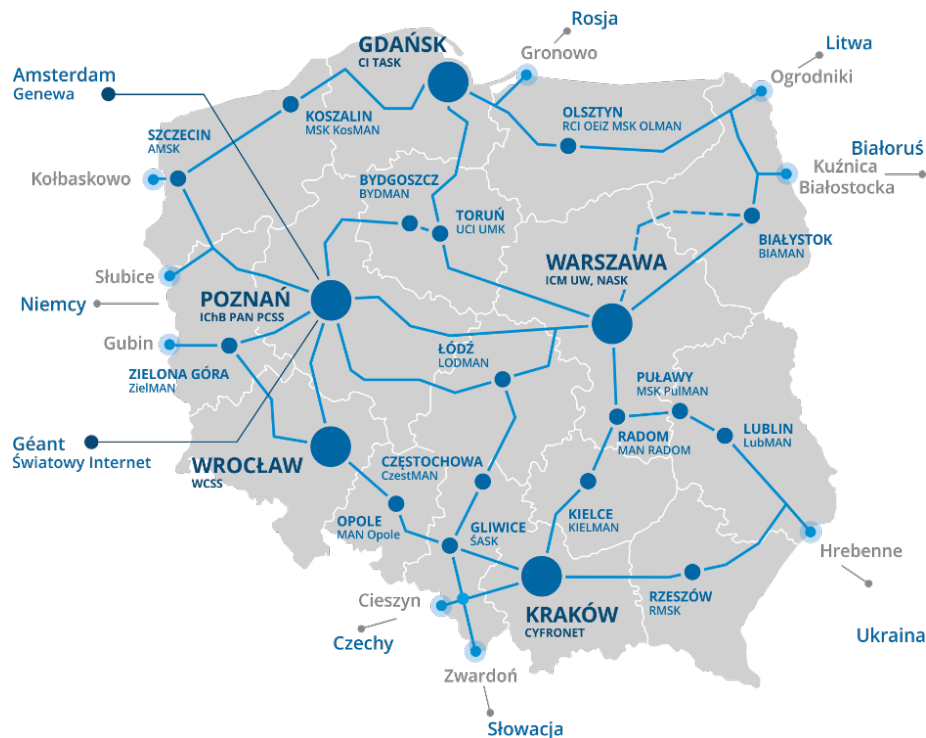 Rosja
Gronowo
GDAŃSK
CI TASK
Litwa
Ogrodniki
Amsterdam
Genewa
KOSZALIN
MSK KosMAN
OLSZTYN
RCI OEiZ MSK OLMAN
SZCZECIN
AMSK
Białoruś
Kuźnica
Białostocka
Kołbaskowo
BYDGOSZCZ
BYDMAN
TORUŃ
UCI UMK
BIAŁYSTOK
BIAMAN
WARSZAWA
ICM UW, NASK
Słubice
Niemcy
POZNAŃ
IChB PAN PCSS
Gubin
ŁÓDŹ
LODMAN
ZIELONA GÓRA
ZielMAN
PUŁAWY
MSK PulMAN
LUBLIN
LubMAN
RADOM
MAN RADOM
Géant
Światowy Internet
WROCŁAW
WCSS
CZĘSTOCHOWA
CzestMAN
OPOLE
MAN Opole
GLIWICE
ŚASK
KIELCE
KIELMAN
Hrebenne
Cieszyn
Czechy
KRAKÓW
CYFRONET
RZESZÓW
RMSK
Ukraina
Zwardoń
Słowacja